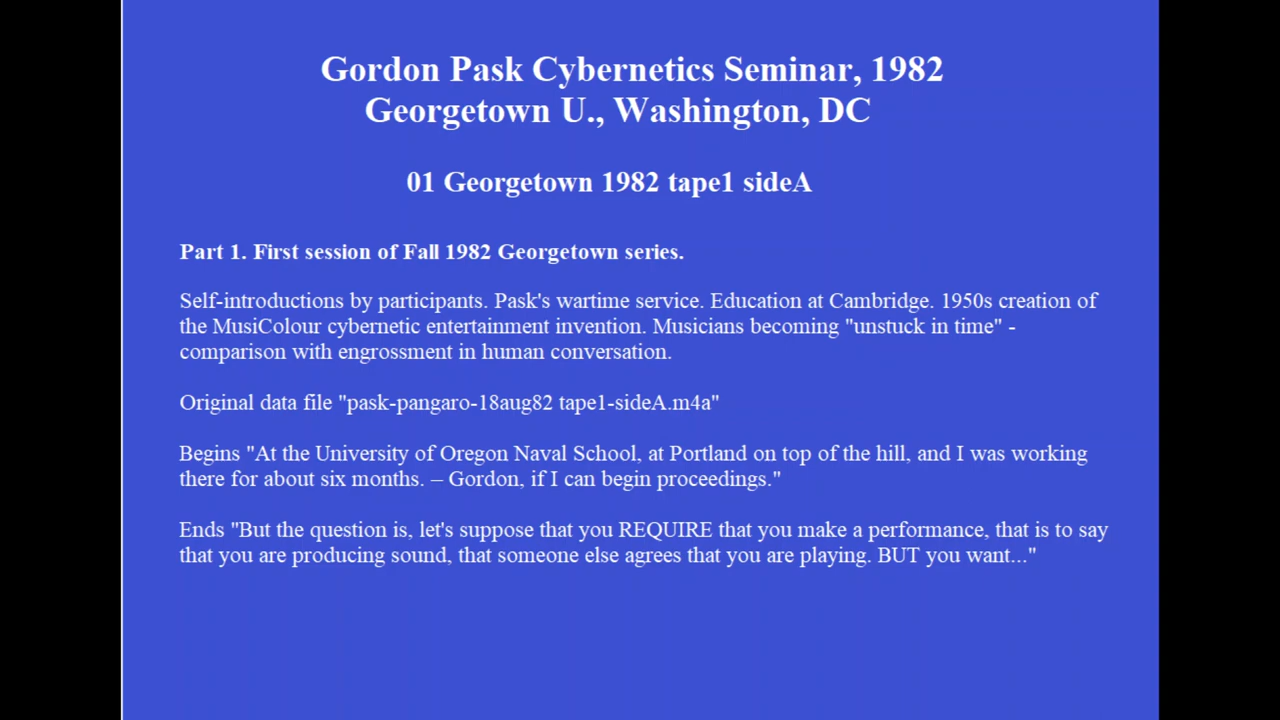 Gordon Pask Cybernetics Seminar, 1982
Georgetown U., Washington, DC
01 Georgetown 1982 tape1 sideA
Part 1. First session of Fall 1982 Georgetown series.
Self-introductions by participants. Pask's wartime service. Education at Cambridge. 1950s creation of
the MusiColour cybernetic entertainment invention. Musicians becoming "unstuck in time" -
comparison with engrossment in human conversation.
Original data file "pask-pangaro-18aug82 tape1-sideA.m4a"
Begins "At the University of Oregon Naval School, at Portland on top of the hill, and I was working
there for about six months. – Gordon, if I can begin proceedings."
Ends "But the question is, let's suppose that you REQUIRE that you make a performance, that is to say
that you are producing sound, that someone else agrees that you are playing. BUT you want..."